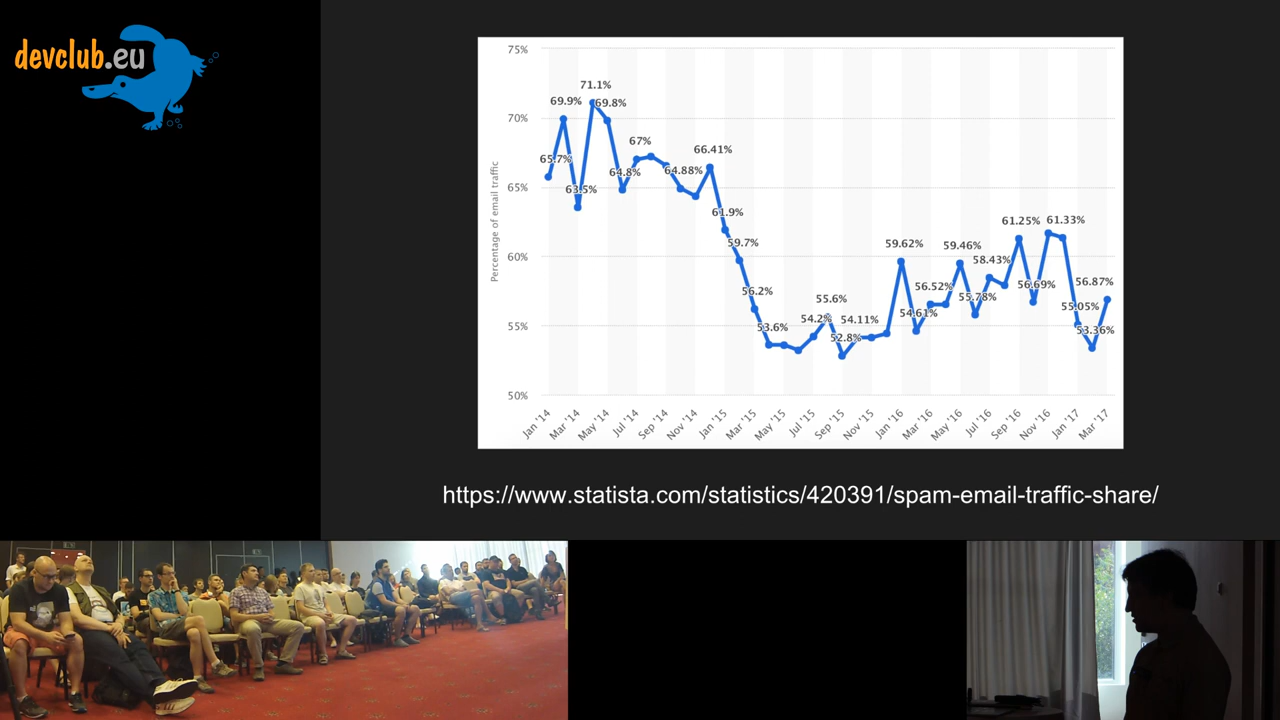 devclub.eu
75%
70%
65%
60%
55%
50%
Percentage of email traffic
65.7%
69.9%
63.5%
71.1%
69.8%
64.8%
67%
64.88%
66.41%
61.9%
59.7%
56.2%
53.6%
54.2%
55.6%
52.8%
54.11%
59.62%
54.61%
56.52%
59.46%
55.78%
58.43%
61.25%
56.69%
61.33%
55.05%
53.36%
56.87%
Jan '14
Mar '14
May '14
Jul '14
Sep '14
Nov '14
Jan '15
Mar '15
May '15
Jul '15
Sep '15
Nov '15
Jan '16
Mar '16
May '16
Jul '16
Sep '16
Nov '16
Jan '17
Mar '17
https://www.statista.com/statistics/420391/spam-email-traffic-share/